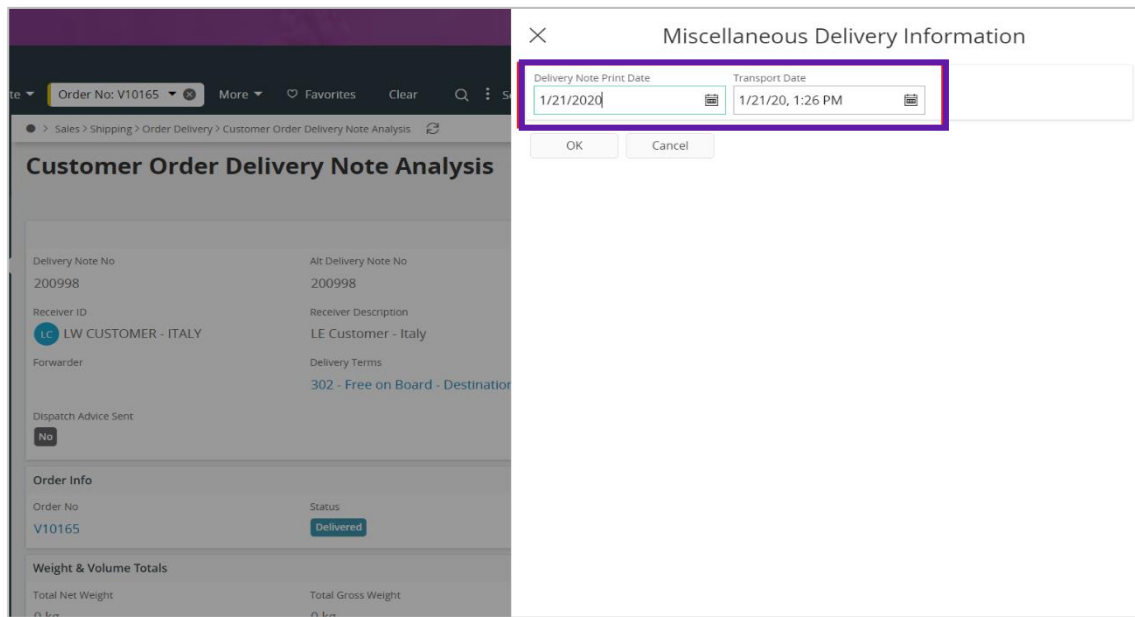 Miscellaneous Delivery Information
Delivery Note Print Date Transport Date
1/21/2020 1/21/20, 1:26 PM
OK Cancel
Order No: V10165 More Favorites Clear
Sales > Shipping > Order Delivery > Customer Order Delivery Note Analysis
Customer Order Delivery Note Analysis
Delivery Note No Alt Delivery Note No
200998 200998
Receiver ID Receiver Description
LC LW CUSTOMER - ITALY LE Customer - Italy
Forwarder Delivery Terms
302 - Free on Board - Destination
Dispatch Advice Sent
No
Order Info
Order No Status
V10165 Delivered
Weight & Volume Totals
Total Net Weight Total Gross Weight